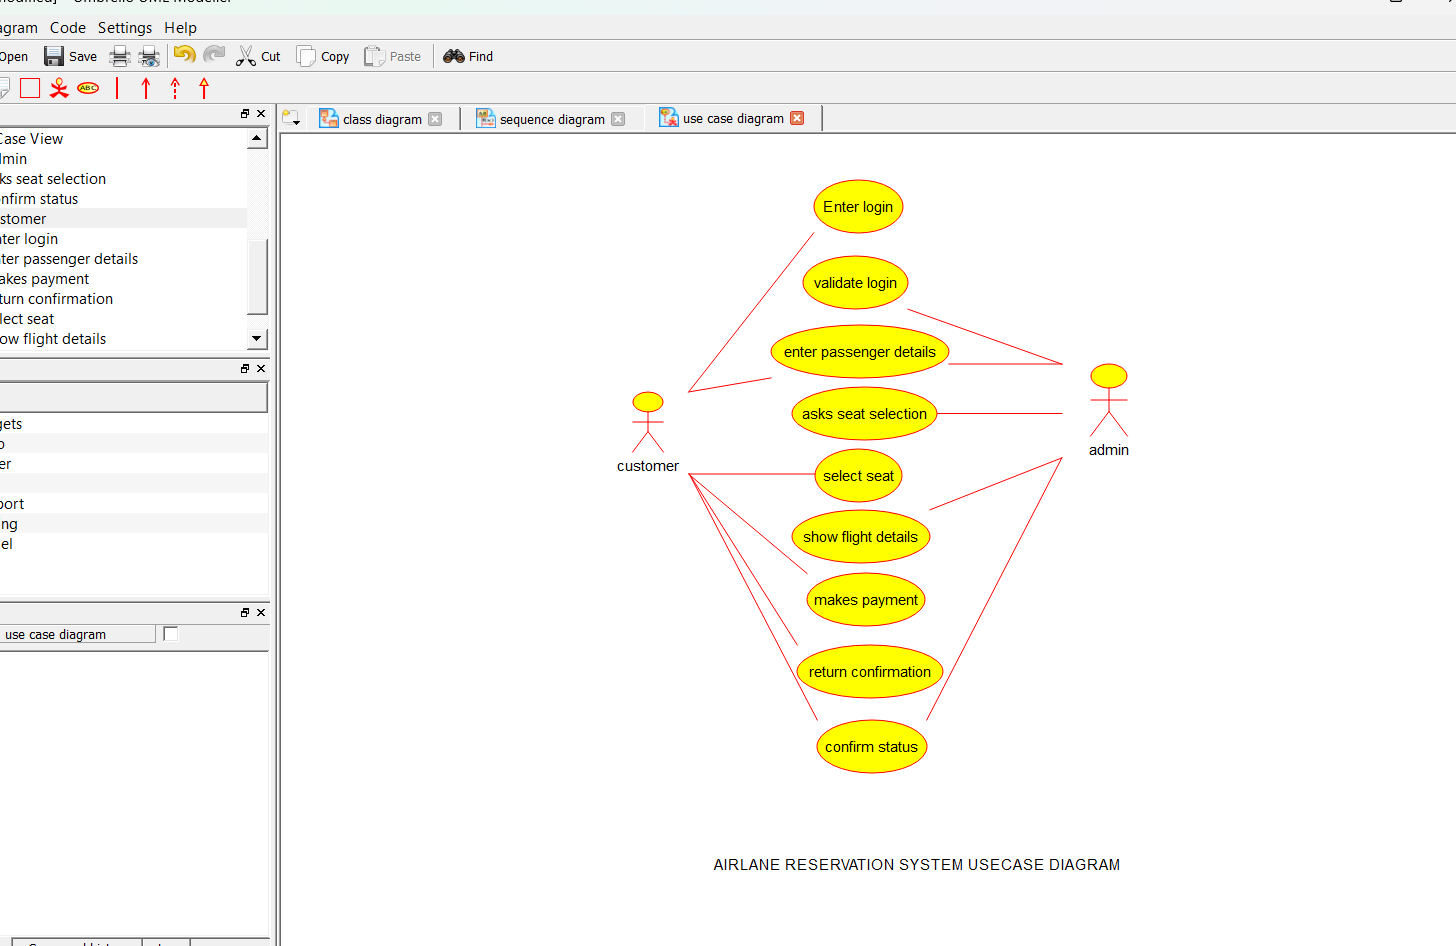 Diagram Code Settings Help
Open Save Cut Copy Paste Find
ABC
class diagram sequence diagram use case diagram
Case View
dmin
ks seat selection
nfirm status
stomer
ter login
ter passenger details
akes payment
turn confirmation
lect seat
ow flight details
gets
er
port
ng
el
use case diagram
Enter login
validate login
enter passenger details
asks seat selection
select seat
show flight details
makes payment
return confirmation
confirm status
customer
admin
AIRLANE RESERVATION SYSTEM USECASE DIAGRAM